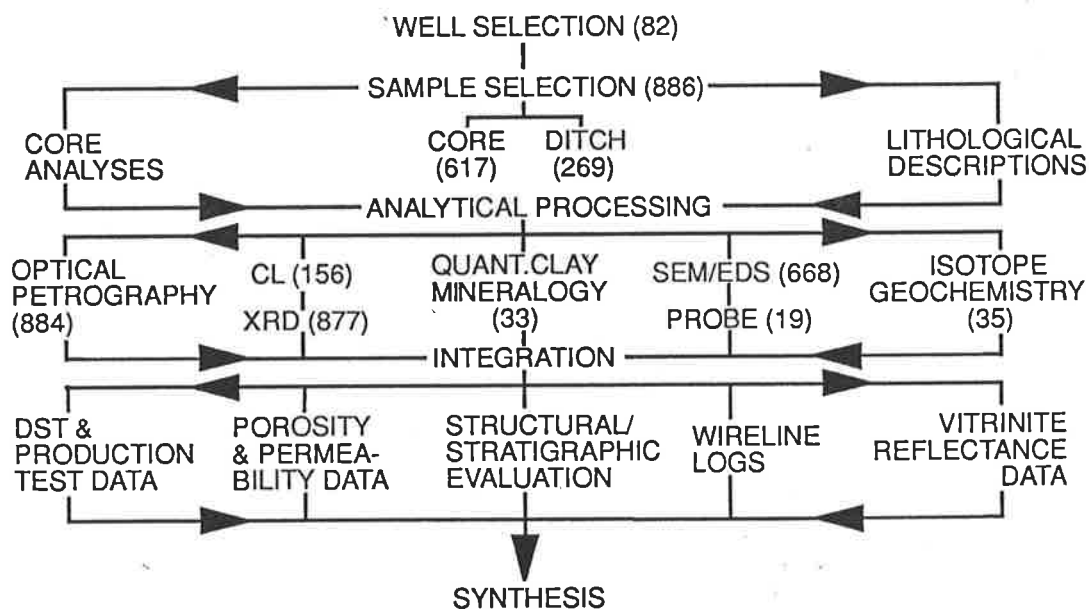 WELL SELECTION (82)
SAMPLE SELECTION (886)
CORE
ANALYSES
CORE
(617)
DITCH
(269)
LITHOLOGICAL
DESCRIPTIONS
ANALYTICAL PROCESSING
OPTICAL
PETROGRAPHY
(884)
CL (156)
XRD (877)
QUANT.CLAY
MINERALOGY
(33)
SEM/EDS (668)
PROBE (19)
ISOTOPE
GEOCHEMISTRY
(35)
INTEGRATION
DST &
PRODUCTION
TEST DATA
POROSITY
& PERMEA-
BILITY DATA
STRUCTURAL/
STRATIGRAPHIC
EVALUATION
WIRELINE
LOGS
VITRINITE
REFLECTANCE
DATA
SYNTHESIS